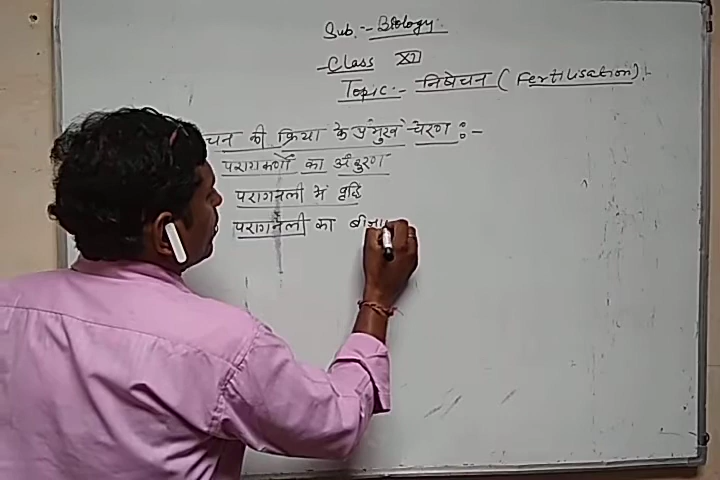 Sub. :- Biology.
Class XII
Topic :- निषेचन ( Fertilisation) :-
चन की क्रिया के प्रमुख चरण :-
परागकणों का अंकुरण
परागनली में वृद्धि
परागनली का बीजा